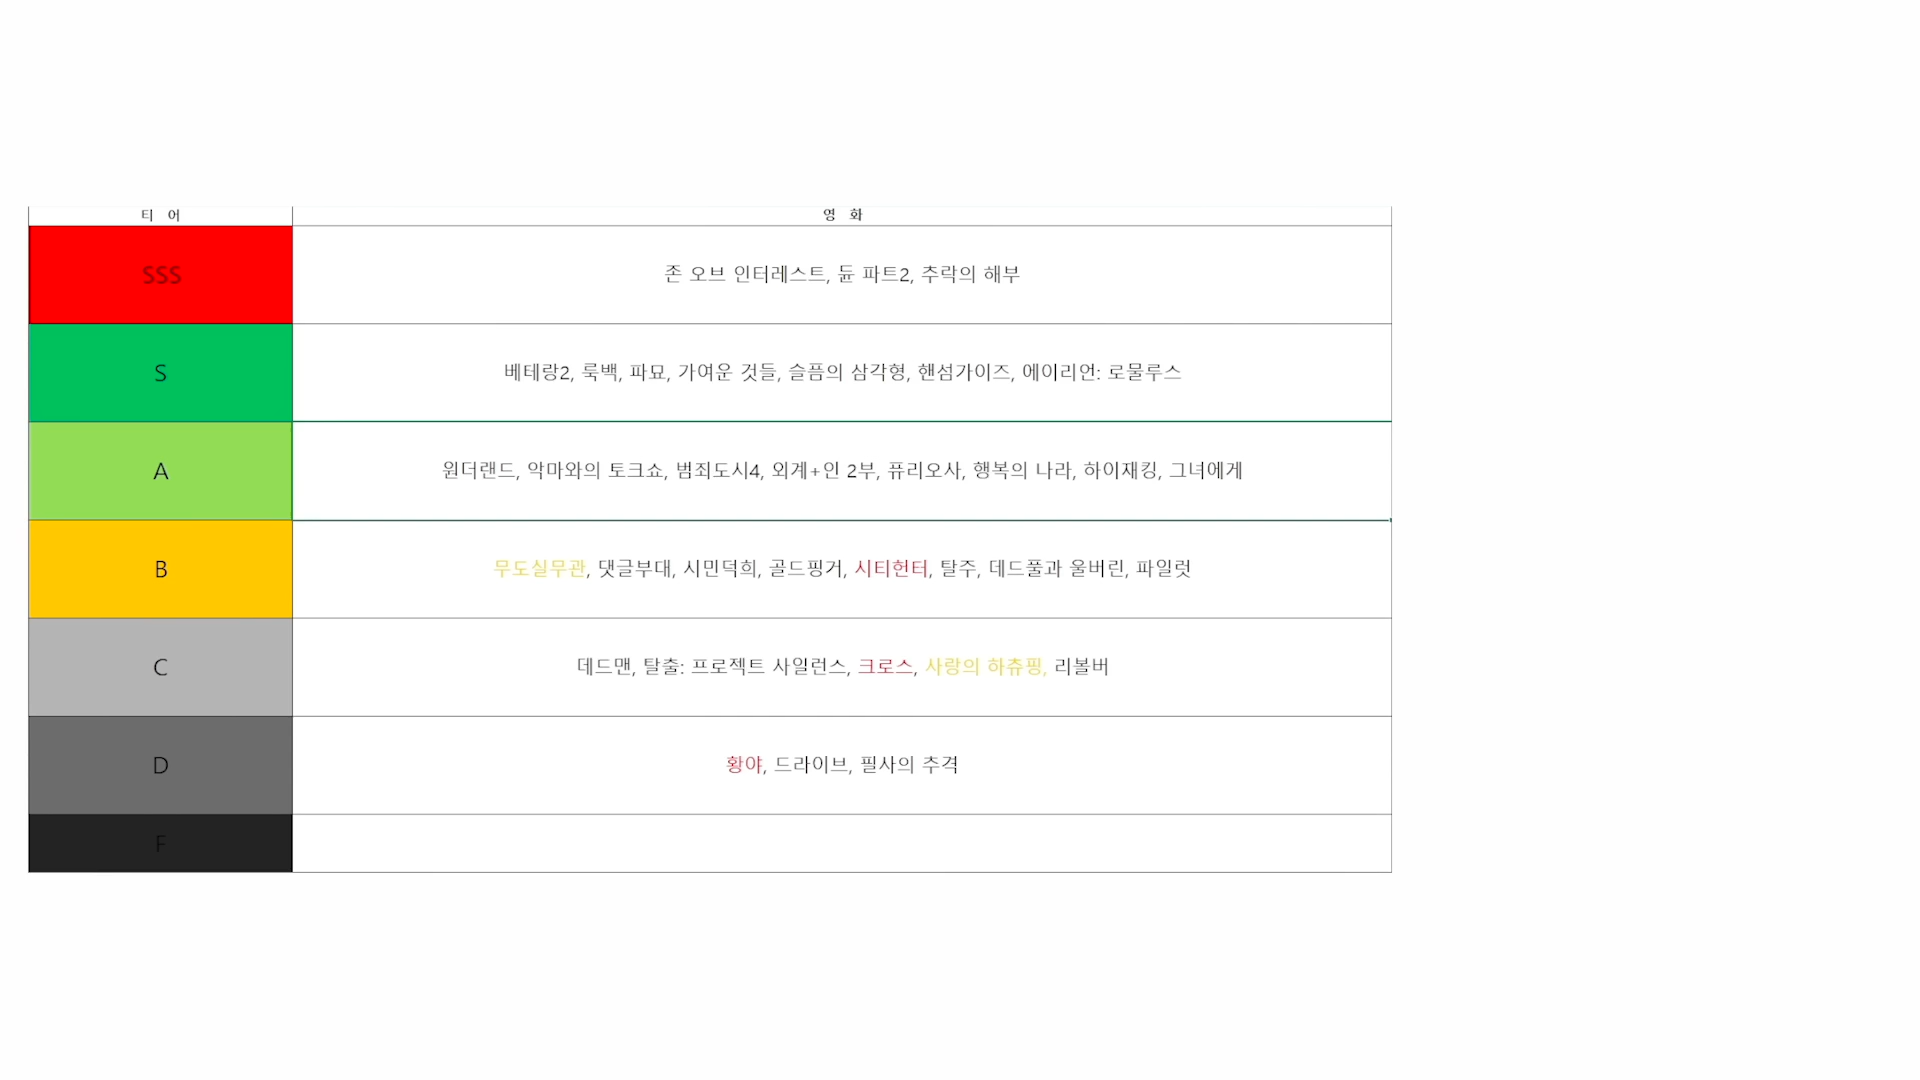 티 어 영 화
SSS 존 오브 인터레스트, 듄 파트2, 추락의 해부
S 베테랑2, 룩백, 파묘, 가여운 것들, 슬픔의 삼각형, 핸섬가이즈, 에이리언: 로물루스
A 원더랜드, 악마와의 토크쇼, 범죄도시4, 외계+인 2부, 퓨리오사, 행복의 나라, 하이재킹, 그녀에게
B 무도실무관, 댓글부대, 시민덕희, 골드핑거, 시티헌터, 탈주, 데드풀과 울버린, 파일럿
C 데드맨, 탈출: 프로젝트 사일런스, 크로스, 사랑의 하츄핑, 리볼버
D 황야, 드라이브, 필사의 추격
F